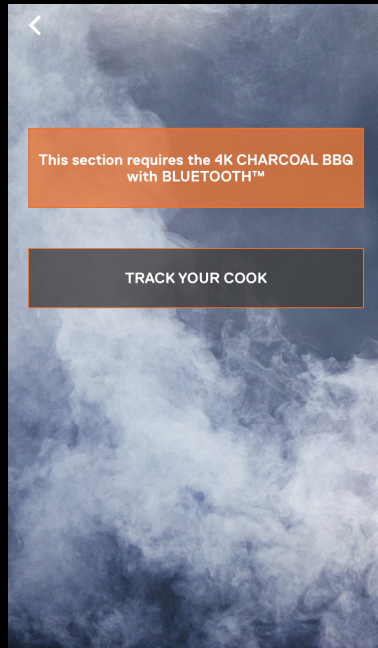 This section requires the 4K CHARCOAL BBQ
with BLUETOOTH™
TRACK YOUR COOK